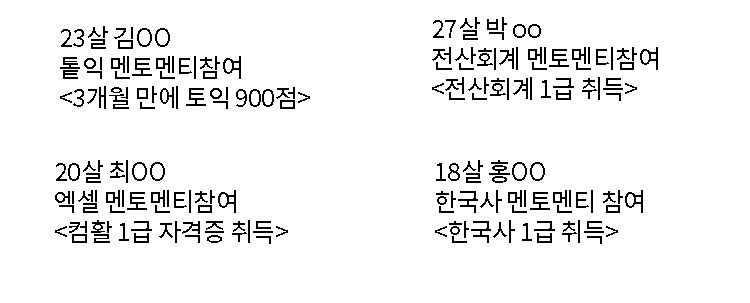 23살 김OO
톹익 멘토멘티참여
<3개월 만에 토익 900점>
27살 박 oo
전산회계 멘토멘티참여
<전산회계 1급 취득>
20살 최OO
엑셀 멘토멘티참여
<컴활 1급 자격증 취득>
18살 홍OO
한국사 멘토멘티 참여
<한국사 1급 취득>